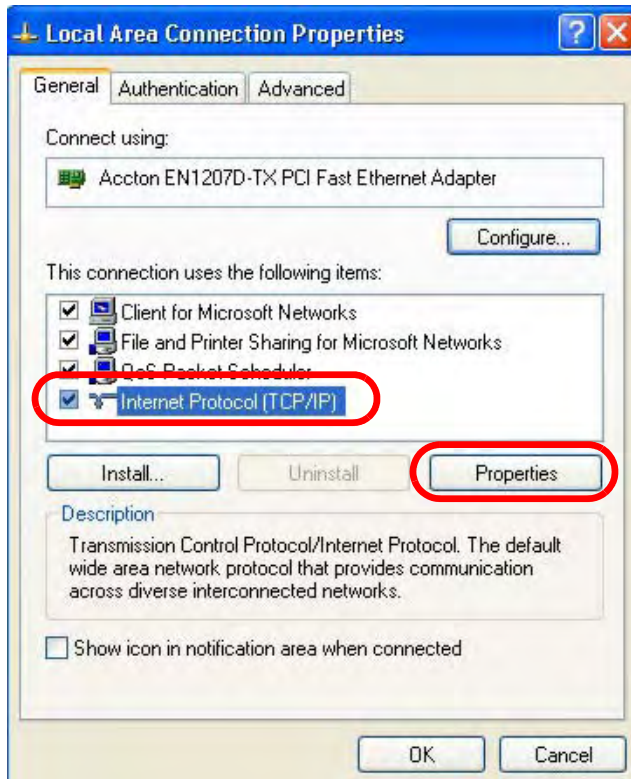 Local Area Connection Properties
General Authentication Advanced
Connect using:
Accton EN1207D-TX PCI Fast Ethernet Adapter
Configure...
This connection uses the following items:
Client for Microsoft Networks
File and Printer Sharing for Microsoft Networks
QoS Packet Scheduler
Internet Protocol (TCP/IP)
Install... Uninstall Properties
Description
Transmission Control Protocol/Internet Protocol. The default
wide area network protocol that provides communication
across diverse interconnected networks.
Show icon in notification area when connected
OK Cancel